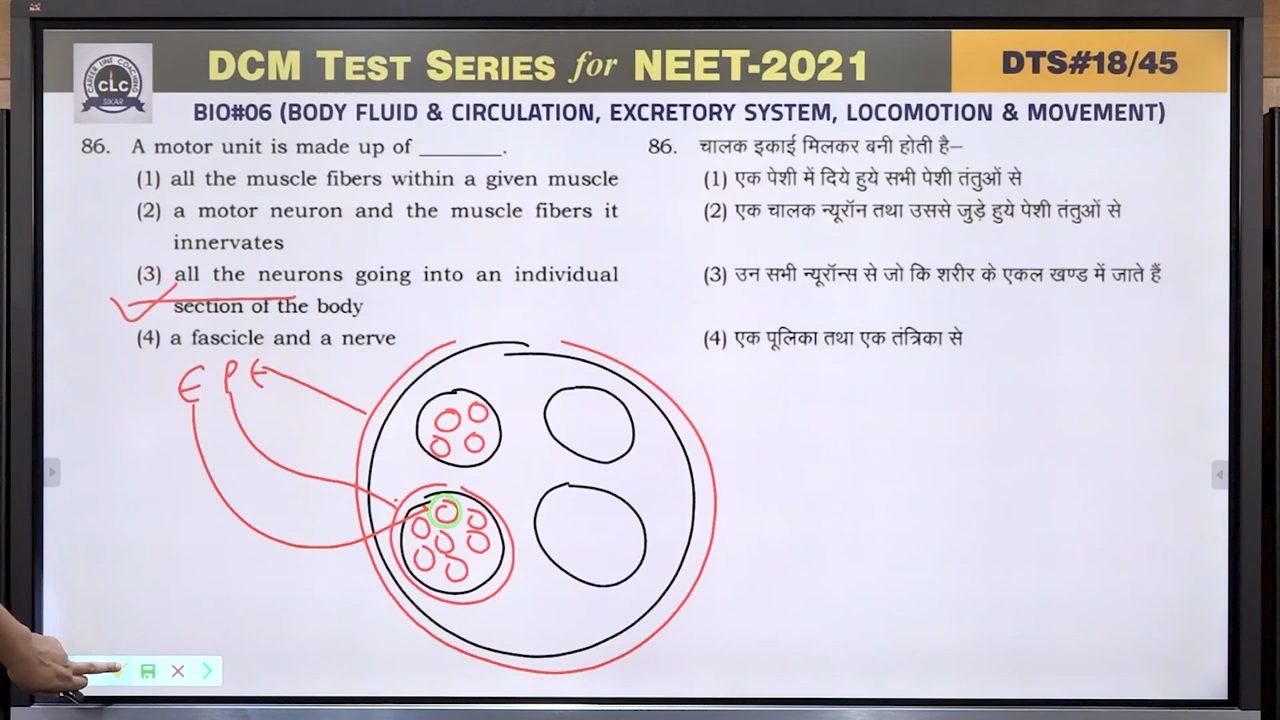 DCM TEST SERIES for NEET-2021
DTS#18/45
CAREER LINE COACHING
CLC
SIKAR
BIO#06 (BODY FLUID & CIRCULATION, EXCRETORY SYSTEM, LOCOMOTION & MOVEMENT)
86. A motor unit is made up of _______.
(1) all the muscle fibers within a given muscle
(2) a motor neuron and the muscle fibers it
innervates
(3) all the neurons going into an individual
section of the body
(4) a fascicle and a nerve
86. चालक इकाई मिलकर बनी होती है–
(1) एक पेशी में दिये हुये सभी पेशी तंतुओं से
(2) एक चालक न्यूरॉन तथा उससे जुड़े हुये पेशी तंतुओं से
(3) उन सभी न्यूरॉन्स से जो कि शरीर के एकल खण्ड में जाते हैं
(4) एक पूलिका तथा एक तंत्रिका से
E P E